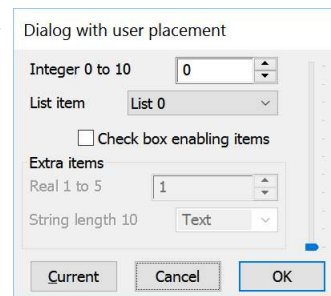 Dialog with user placement
Integer 0 to 10 0
List item List 0
Check box enabling items
Extra items
Real 1 to 5 1
String length 10 Text
Current Cancel OK